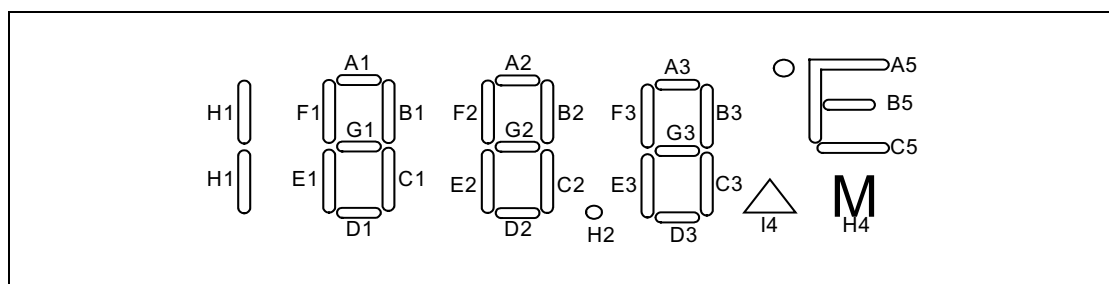 A1 A2 A3 A5
H1 F1 B1 F2 B2 F3 B3 B5
G1 G2 G3
C5
H1 E1 C1 E2 C2 E3 C3 M
D1 D2 H2 D3 I4 H4